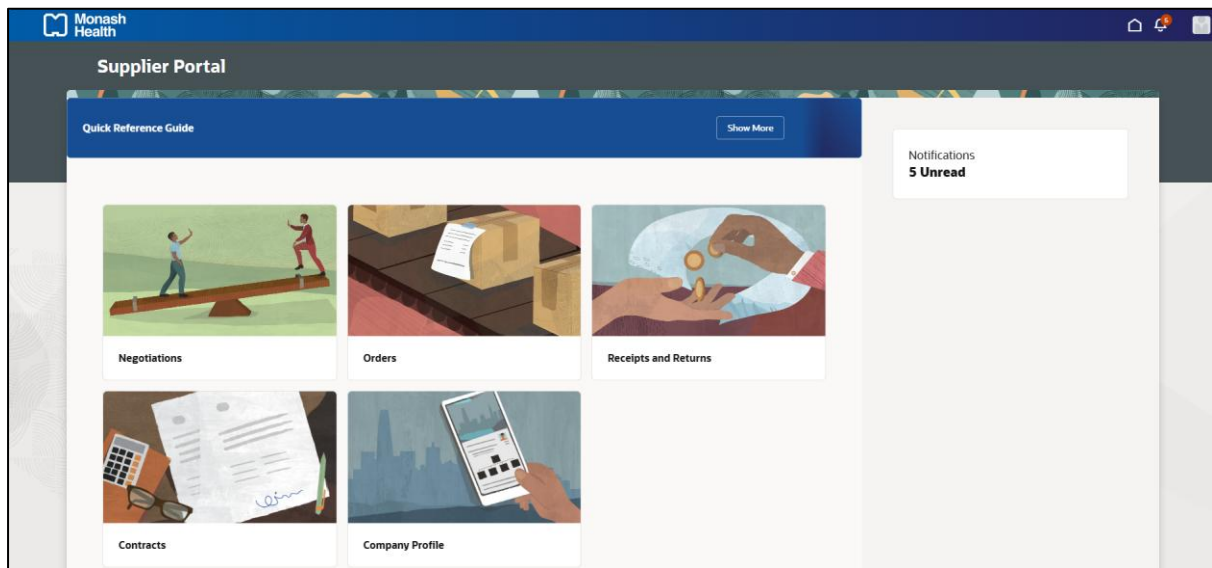 Monash
Health
5
Supplier Portal
Quick Reference Guide
Show More
Notifications
5 Unread
Negotiations
Orders
Receipts and Returns
Contracts
Company Profile